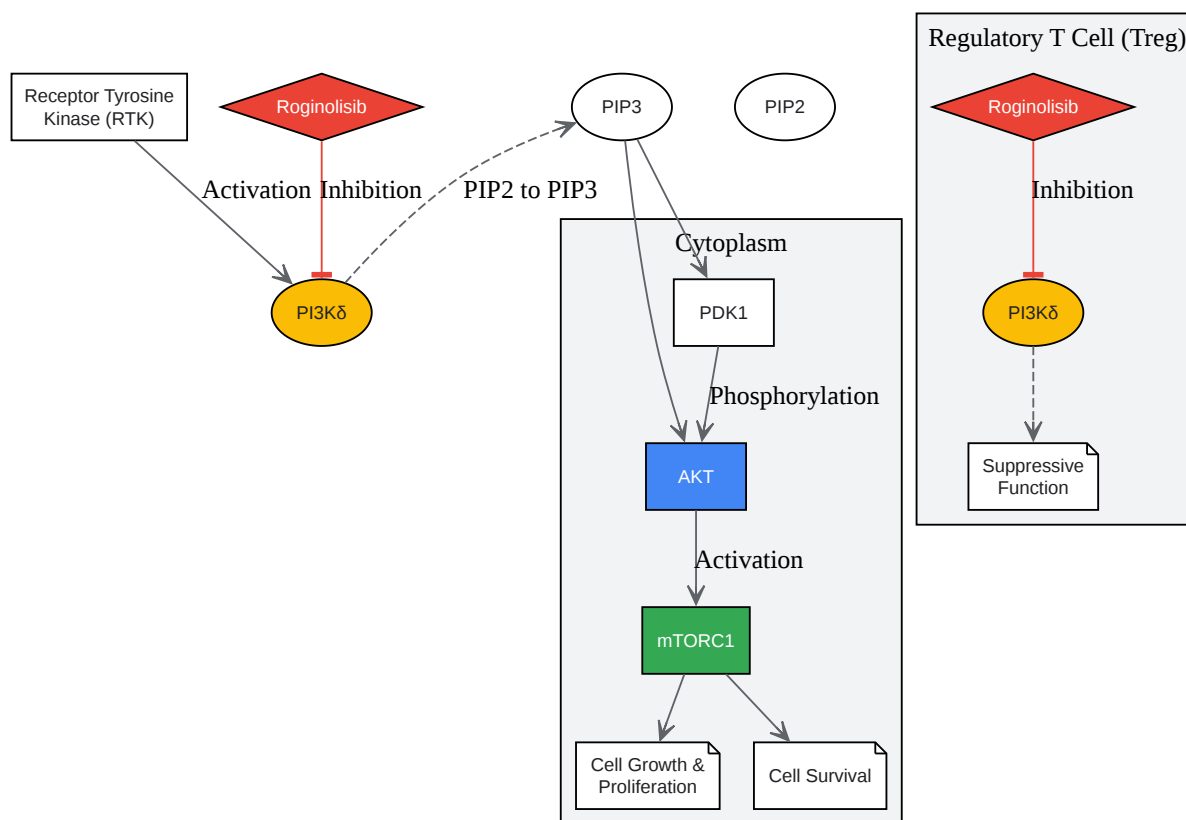 Regulatory T Cell (Treg)
Receptor Tyrosine
Kinase (RTK)
Roginolisib
PIP3
PIP2
Roginolisib
Activation
Inhibition
PIP2 to PIP3
Inhibition
Cytoplasm
PI3Kδ
PDK1
PI3Kδ
Phosphorylation
AKT
Suppressive
Function
Activation
mTORC1
Cell Growth &
Proliferation
Cell Survival